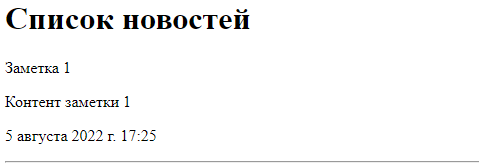 Список новостей
Заметка 1
Контент заметки 1
5 августа 2022 г. 17:25